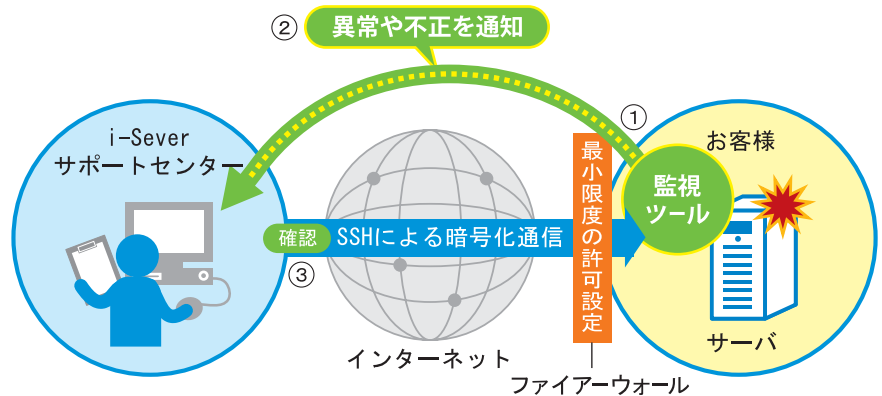 ② 異常や不正を通知
①
i-Sever
サポートセンター
お客様
監視
ツール
最小限度の許可設定
確認 SSHによる暗号化通信
③
サーバ
インターネット
ファイアーウォール